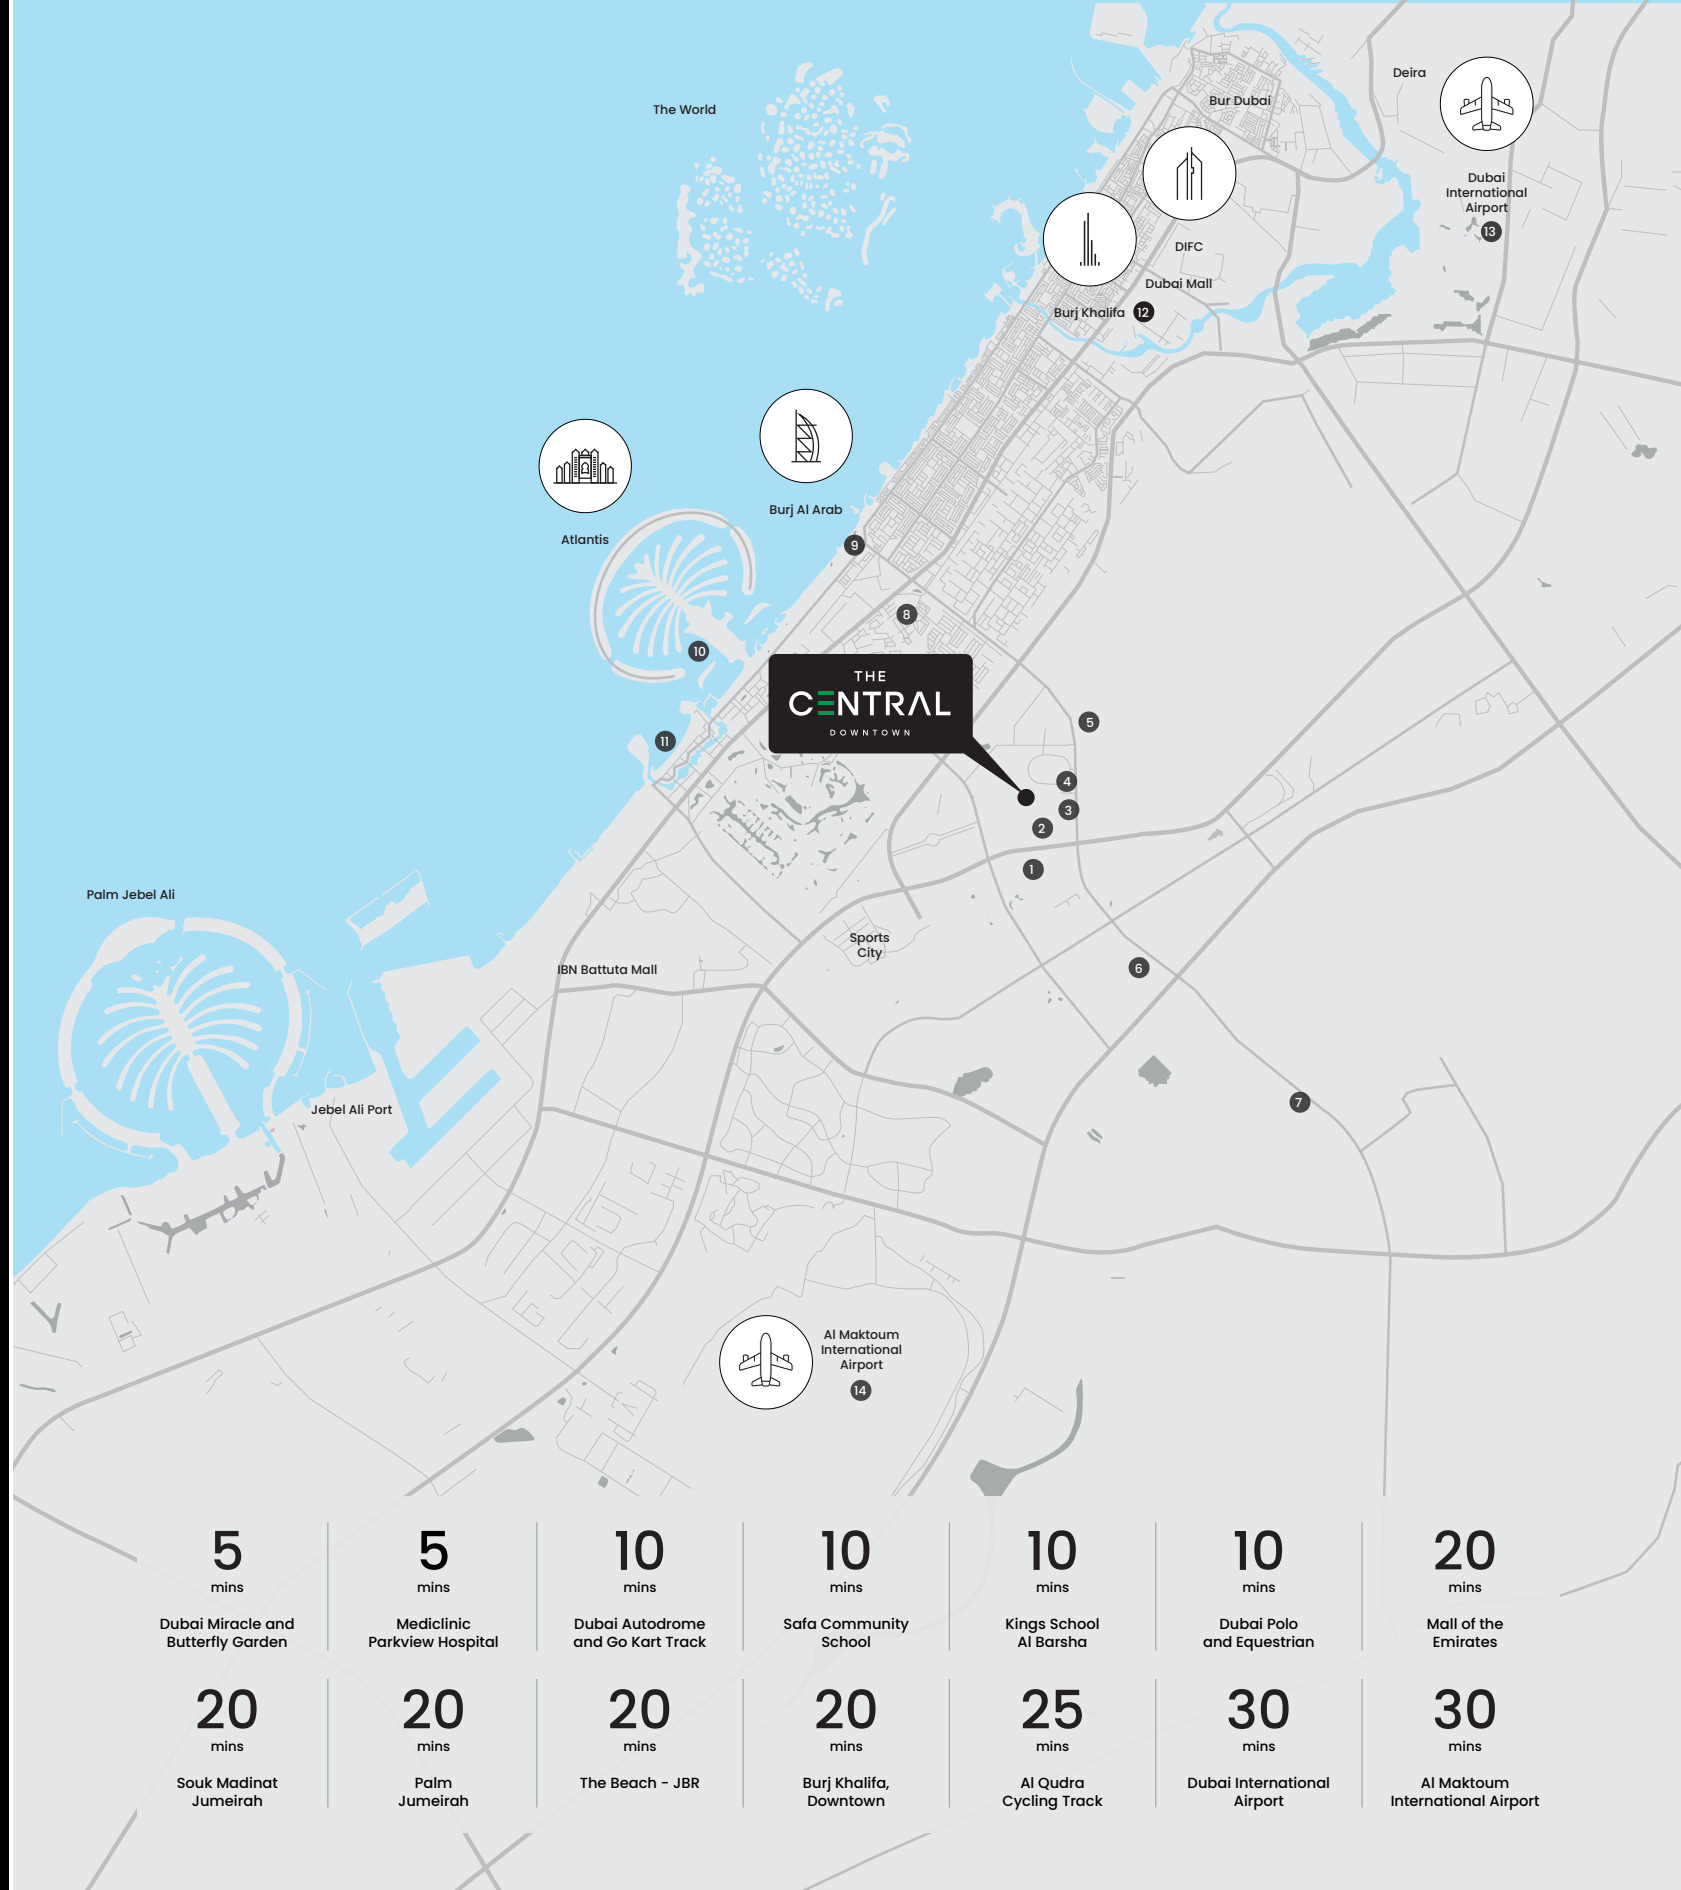 Deira
Bur Dubai
The World
Dubai
International
Airport
13
DIFC
Dubai Mall
Burj Khalifa
12
Burj Al Arab
Atlantis
9
8
10
THE
CENTRAL
DOWNTOWN
5
11
4
3
2
1
Palm Jebel Ali
Sports
City
IBN Battuta Mall
6
7
Jebel Ali Port
Al Maktoum
International
Airport
14
5
mins
Dubai Miracle and
Butterfly Garden
5
mins
Mediclinic
Parkview Hospital
10
mins
Dubai Autodrome
and Go Kart Track
10
mins
Safa Community
School
10
mins
Kings School
Al Barsha
10
mins
Dubai Polo
and Equestrian
20
mins
Mall of the
Emirates
20
mins
Souk Madinat
Jumeirah
20
mins
Palm
Jumeirah
20
mins
The Beach - JBR
20
mins
Burj Khalifa,
Downtown
25
mins
Al Qudra
Cycling Track
30
mins
Dubai International
Airport
30
mins
Al Maktoum
International Airport